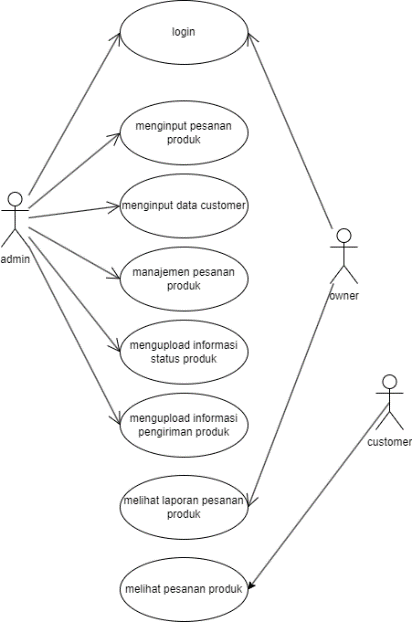 login
menginput pesanan
produk
menginput data customer
admin
manajemen pesanan
produk
owner
mengupload informasi
status produk
mengupload informasi
pengiriman produk
customer
melihat laporan pesanan
produk
melihat pesanan produk